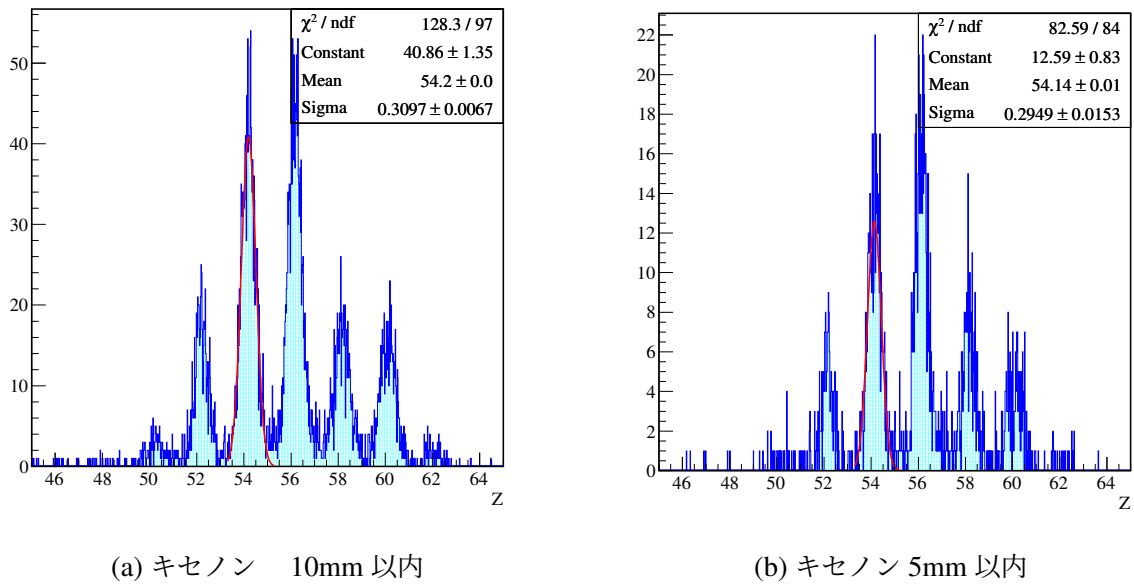 χ² / ndf 128.3 / 97
Constant 40.86 ± 1.35
Mean 54.2 ± 0.0
Sigma 0.3097 ± 0.0067
50
40
30
20
10
0
46 48 50 52 54 56 58 60 62 64
Z
(a) キセノン 10mm 以内
χ² / ndf 82.59 / 84
Constant 12.59 ± 0.83
Mean 54.14 ± 0.01
Sigma 0.2949 ± 0.0153
22
20
18
16
14
12
10
8
6
4
2
0
46 48 50 52 54 56 58 60 62 64
Z
(b) キセノン 5mm 以内